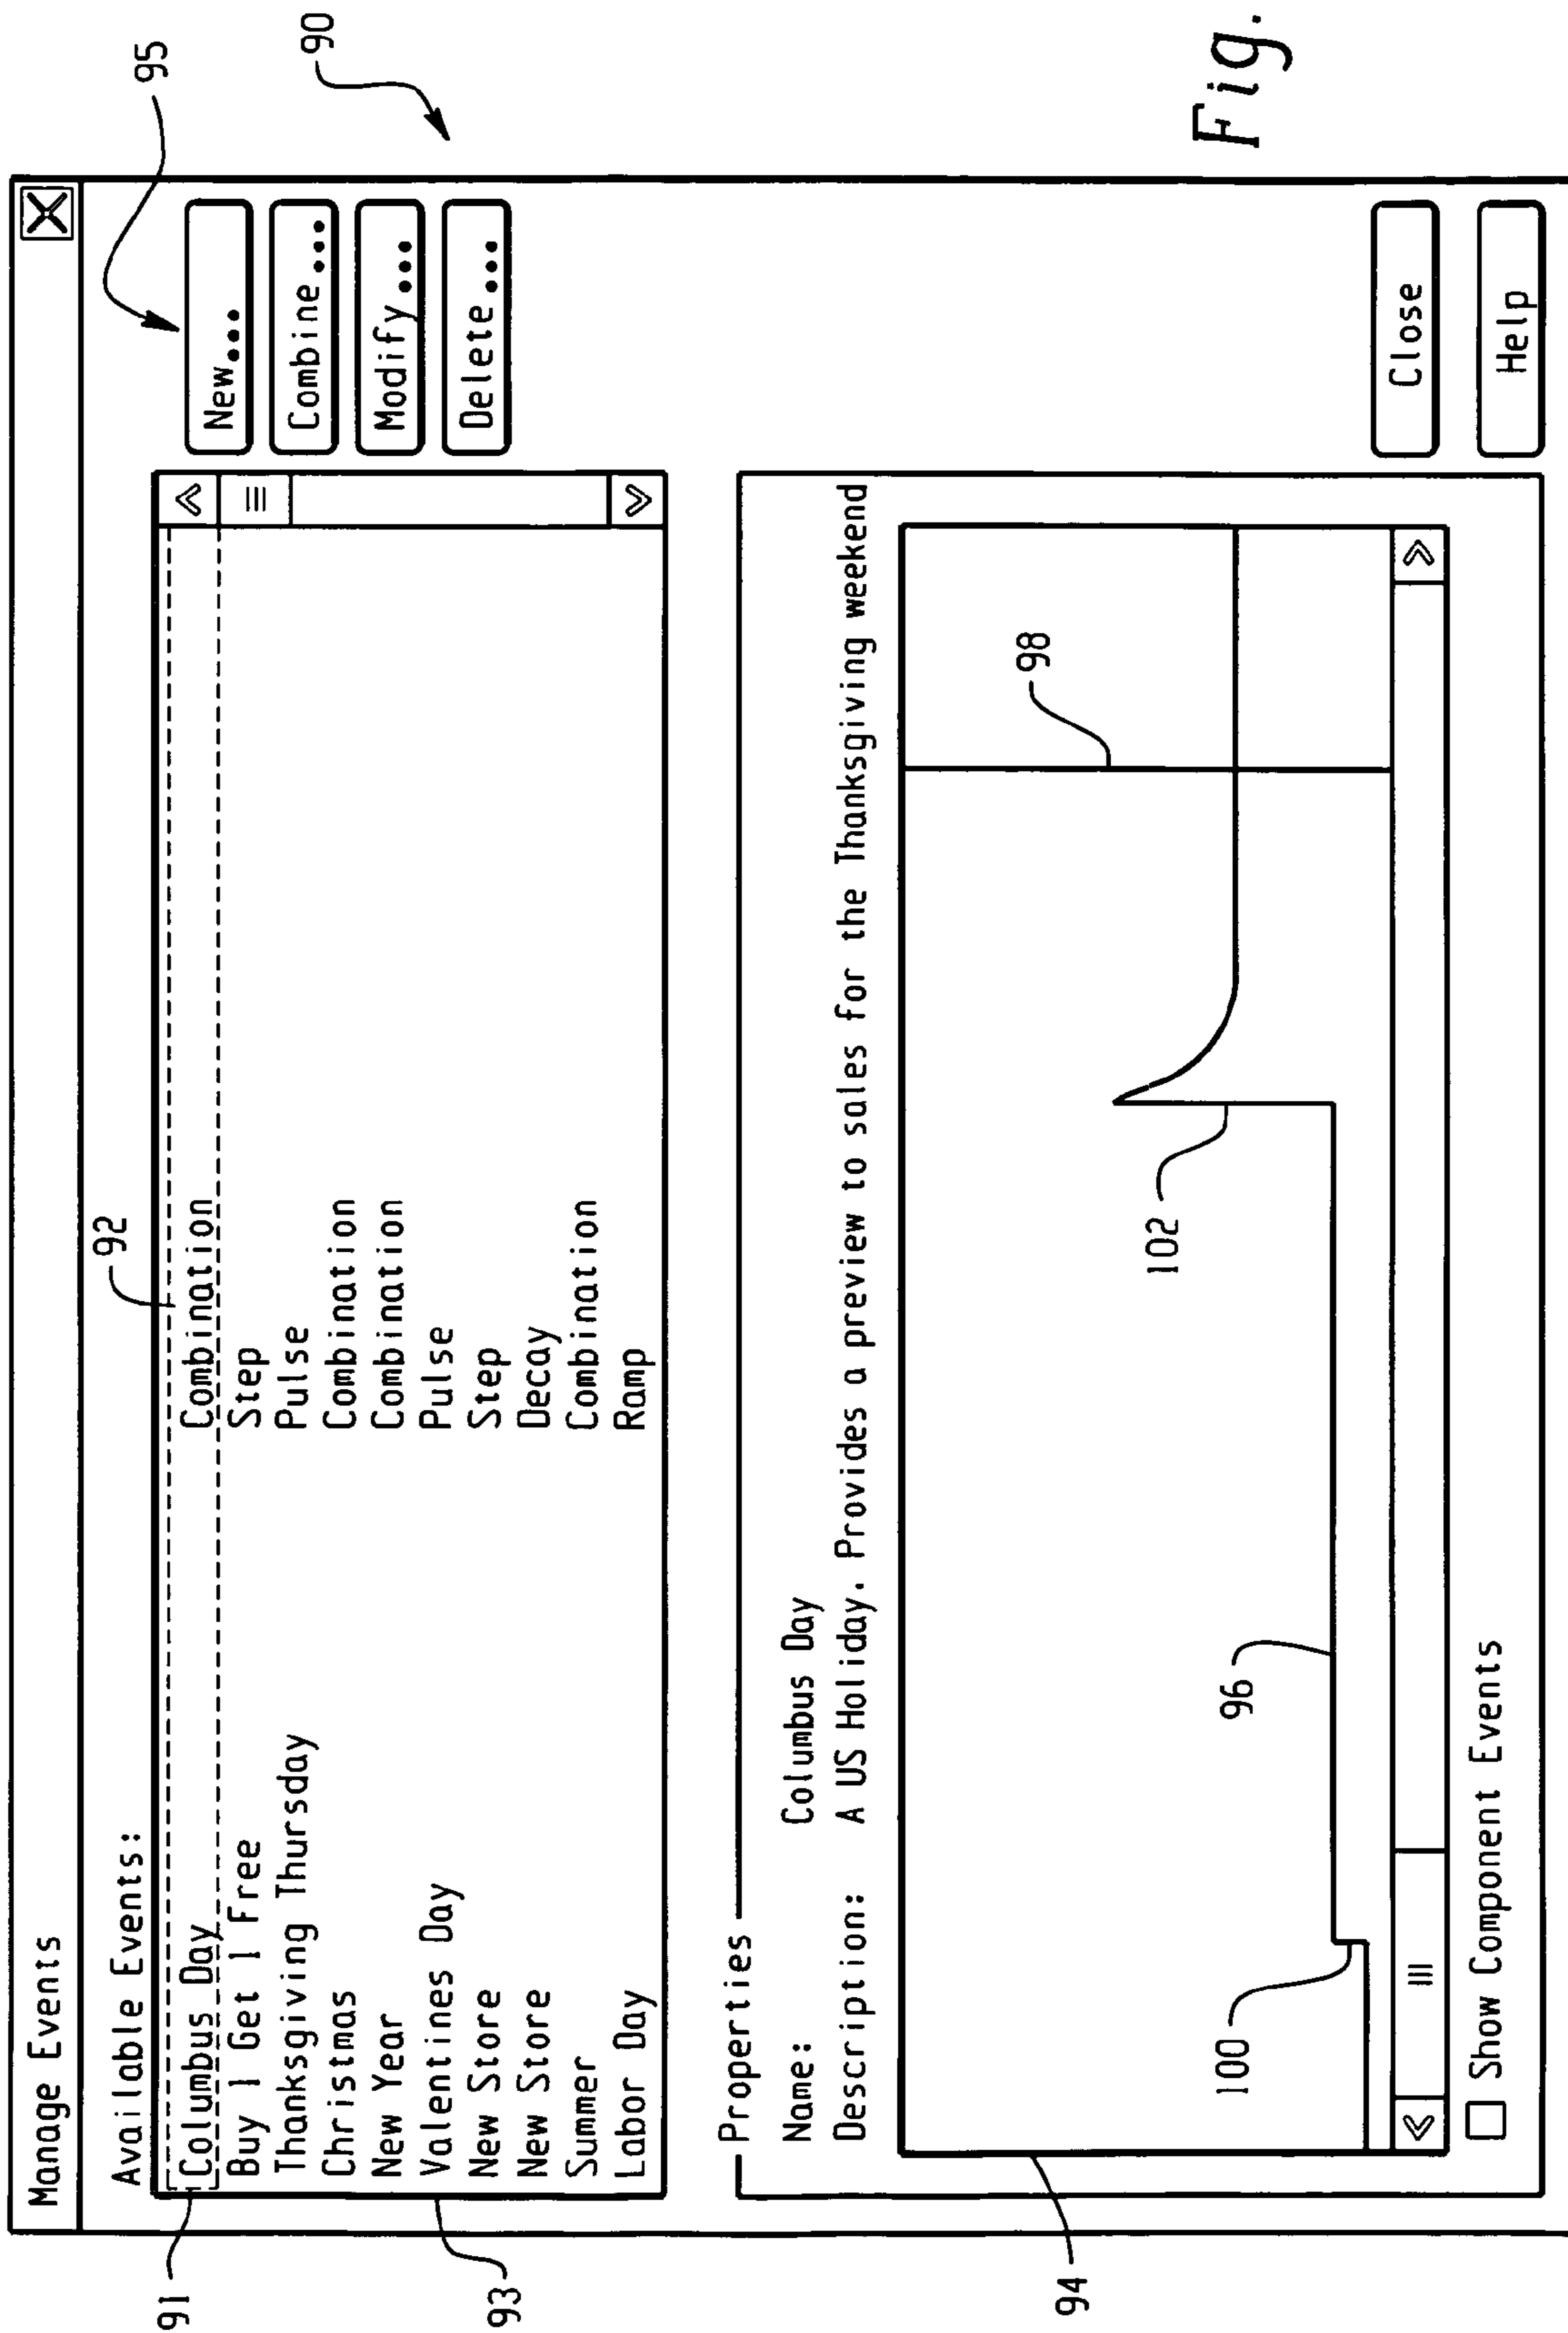 95
90
Manage Events
Available Events:
92
91
Columbus Day Combination
Buy 1 Get 1 Free Step
Thanksgiving Thursday Pulse
Christmas Combination
New Year Combination
Valentines Day Pulse
New Store Step
New Store Decay
Summer Combination
Labor Day Ramp
93
New...
Combine...
Modify...
Delete...
Properties
Name: Columbus Day
Description: A US Holiday. Provides a preview to sales for the Thanksgiving weekend
94
98
102
96
100
Show Component Events
Close
Help
Fig.